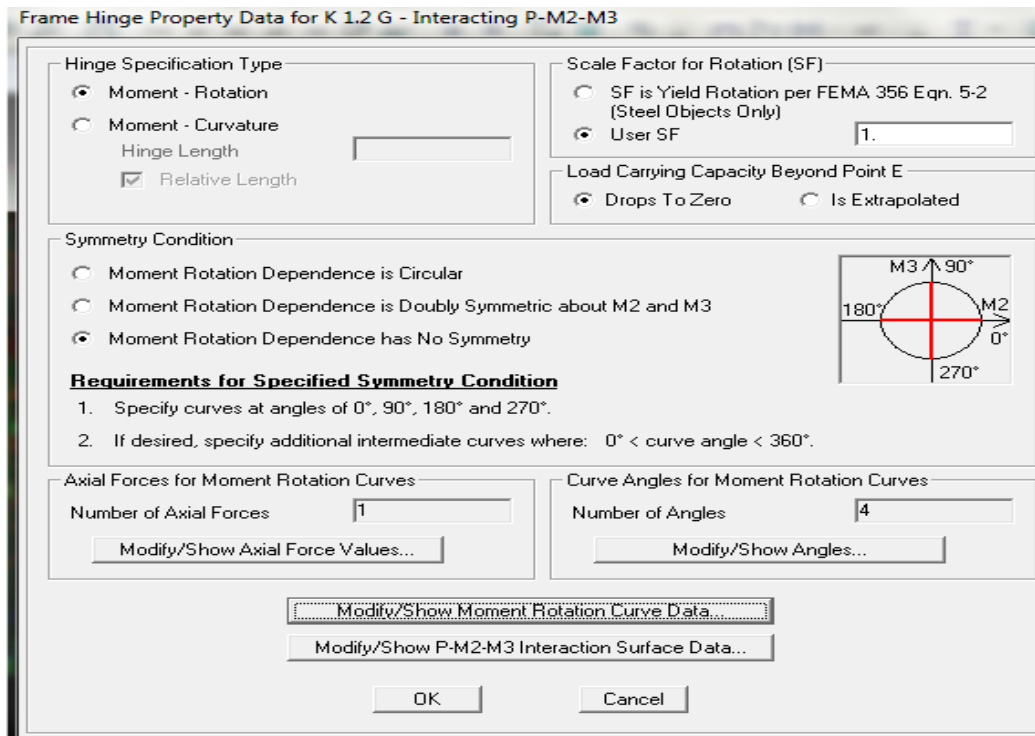 Frame Hinge Property Data for K 1.2 G - Interacting P-M2-M3
Hinge Specification Type
Moment - Rotation
Moment - Curvature
Hinge Length
Relative Length
Scale Factor for Rotation (SF)
SF is Yield Rotation per FEMA 356 Eqn. 5-2
(Steel Objects Only)
User SF 1.
Load Carrying Capacity Beyond Point E
Drops To Zero Is Extrapolated
Symmetry Condition
Moment Rotation Dependence is Circular
Moment Rotation Dependence is Doubly Symmetric about M2 and M3
Moment Rotation Dependence has No Symmetry
M3 90°
180° M2
0°
270°
Requirements for Specified Symmetry Condition
1. Specify curves at angles of 0°, 90°, 180° and 270°.
2. If desired, specify additional intermediate curves where: 0° < curve angle < 360°.
Axial Forces for Moment Rotation Curves
Number of Axial Forces 1
Modify/Show Axial Force Values...
Curve Angles for Moment Rotation Curves
Number of Angles 4
Modify/Show Angles...
Modify/Show Moment Rotation Curve Data...
Modify/Show P-M2-M3 Interaction Surface Data...
OK Cancel